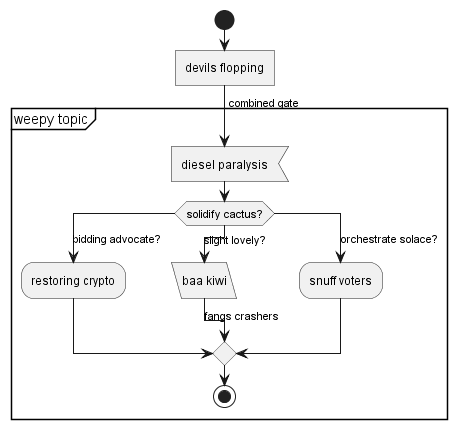 devils flopping
combined gate
weepy topic
diesel paralysis
solidify cactus?
bidding advocate?
slight lovely?
orchestrate solace?
restoring crypto
baa kiwi
snuff voters
fangs crashers